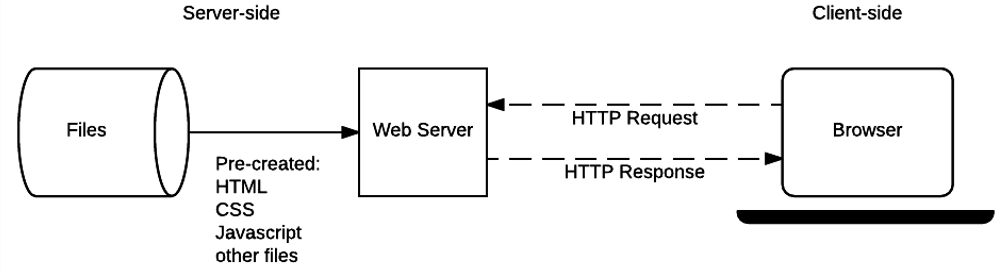 Server-side
Client-side
Files
Web Server
Browser
HTTP Request
HTTP Response
Pre-created:
HTML
CSS
Javascript
other files